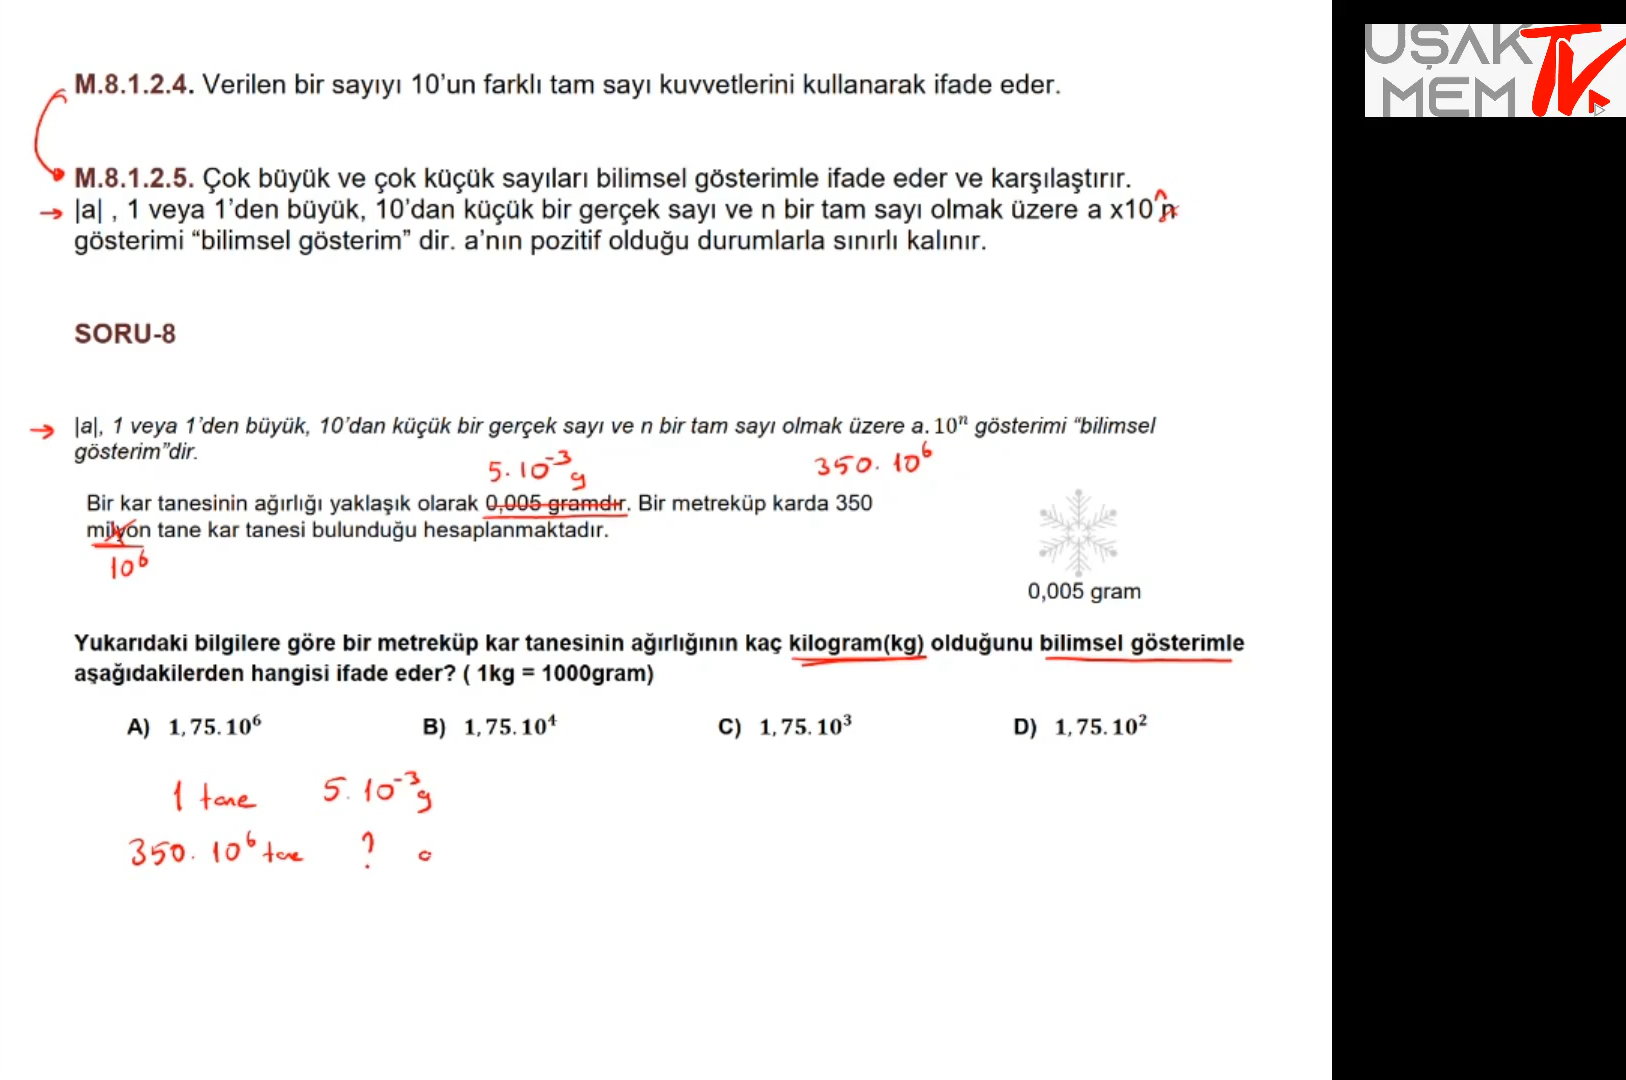 UŞAK
MEM TV
M.8.1.2.4. Verilen bir sayıyı 10’un farklı tam sayı kuvvetlerini kullanarak ifade eder.
M.8.1.2.5. Çok büyük ve çok küçük sayıları bilimsel gösterimle ifade eder ve karşılaştırır.
|a| , 1 veya 1’den büyük, 10’dan küçük bir gerçek sayı ve n bir tam sayı olmak üzere a x10 n
gösterimi “bilimsel gösterim” dir. a’nın pozitif olduğu durumlarla sınırlı kalınır.
SORU-8
|a|, 1 veya 1’den büyük, 10’dan küçük bir gerçek sayı ve n bir tam sayı olmak üzere a. 10ⁿ gösterimi “bilimsel
gösterim”dir.
5. 10⁻³ g 350. 10⁶
Bir kar tanesinin ağırlığı yaklaşık olarak 0,005 gramdır. Bir metreküp karda 350
milyon tane kar tanesi bulunduğu hesaplanmaktadır.
10⁶
0,005 gram
Yukarıdaki bilgilere göre bir metreküp kar tanesinin ağırlığının kaç kilogram(kg) olduğunu bilimsel gösterimle
aşağıdakilerden hangisi ifade eder? ( 1kg = 1000gram)
A) 1,75. 10⁶ B) 1,75. 10⁴ C) 1,75. 10³ D) 1,75. 10²
1 tane 5. 10⁻³ g
350. 10⁶ tane ?